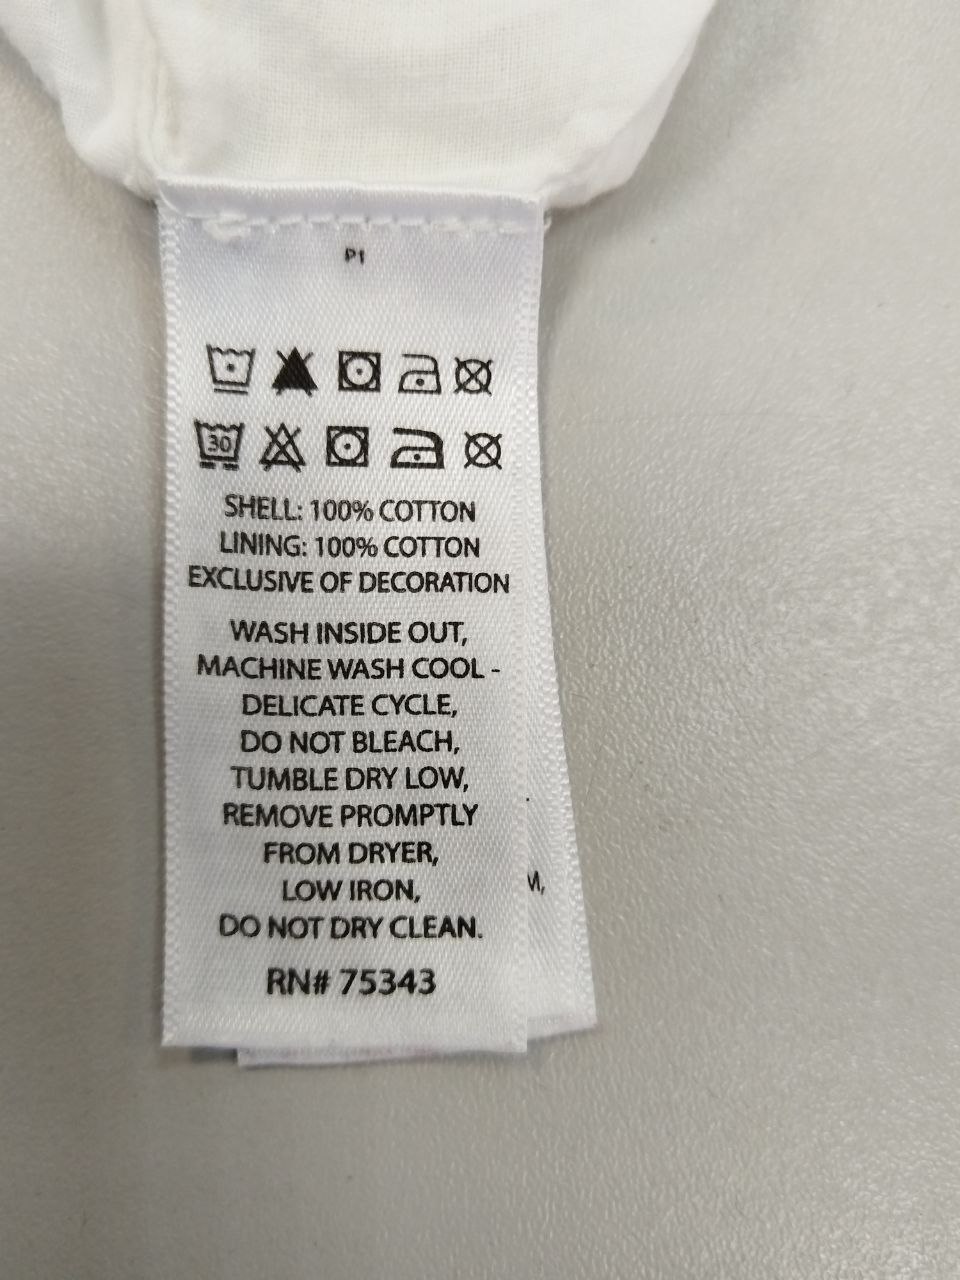 P1
30
SHELL: 100% COTTON
LINING: 100% COTTON
EXCLUSIVE OF DECORATION
WASH INSIDE OUT,
MACHINE WASH COOL -
DELICATE CYCLE,
DO NOT BLEACH,
TUMBLE DRY LOW,
REMOVE PROMPTLY
FROM DRYER,
LOW IRON,
DO NOT DRY CLEAN.
RN# 75343